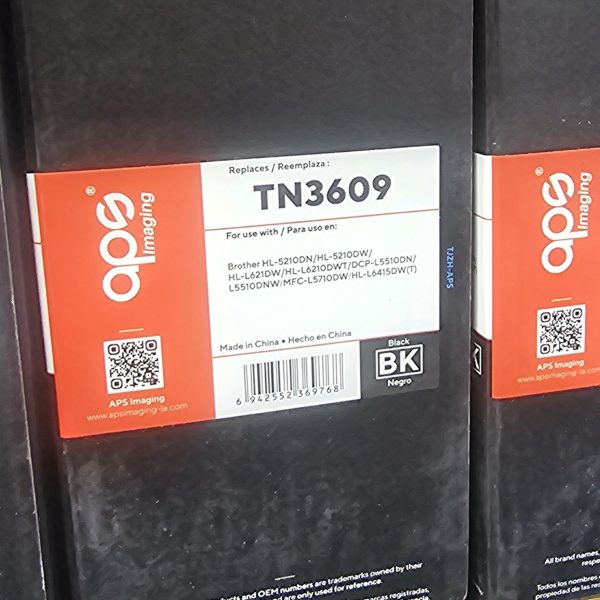 aps®
Imaging
APS Imaging
www.apsimaging-la.com
Replaces / Reemplaza :
TN3609
For use with / Para uso en:
Brother HL-5210DN/HL-5210DW/
HL-L621DW/HL-L6210DWT/DCP-L5510DN/
L5510DNW/MFC-L5710DW/HL-L6415DW(T)
Made in China • Hecho en China
6 942552 369768
Black
BK
Negro
TJZH-APS
and OEM numbers are trademarks owned by their
and are only used for reference.
marcas registradas,
aps®
Imaging
APS Imaging
www.apsimaging-la.com
All brand names,
Todos los nombres
propiedad de las